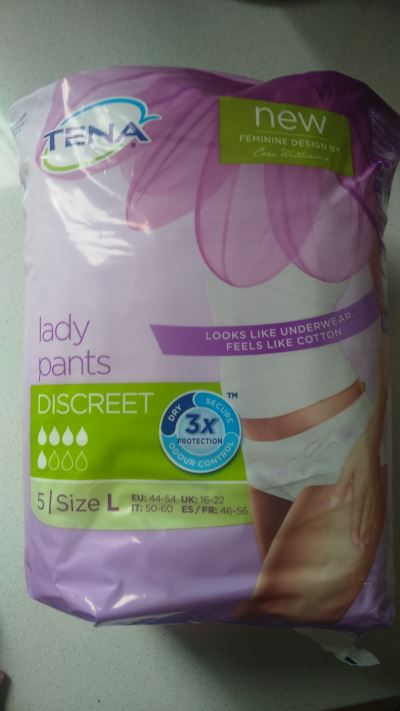 TENA
new
FEMININE DESIGN BY
lady
pants
LOOKS LIKE UNDERWEAR
FEELS LIKE COTTON
DISCREET
DRY
SECURE
3x
PROTECTION
ODOUR CONTROL
TM
5 | Size L
EU: 44-54 UK: 16-22
IT: 50-60 ES / FR: 46-56